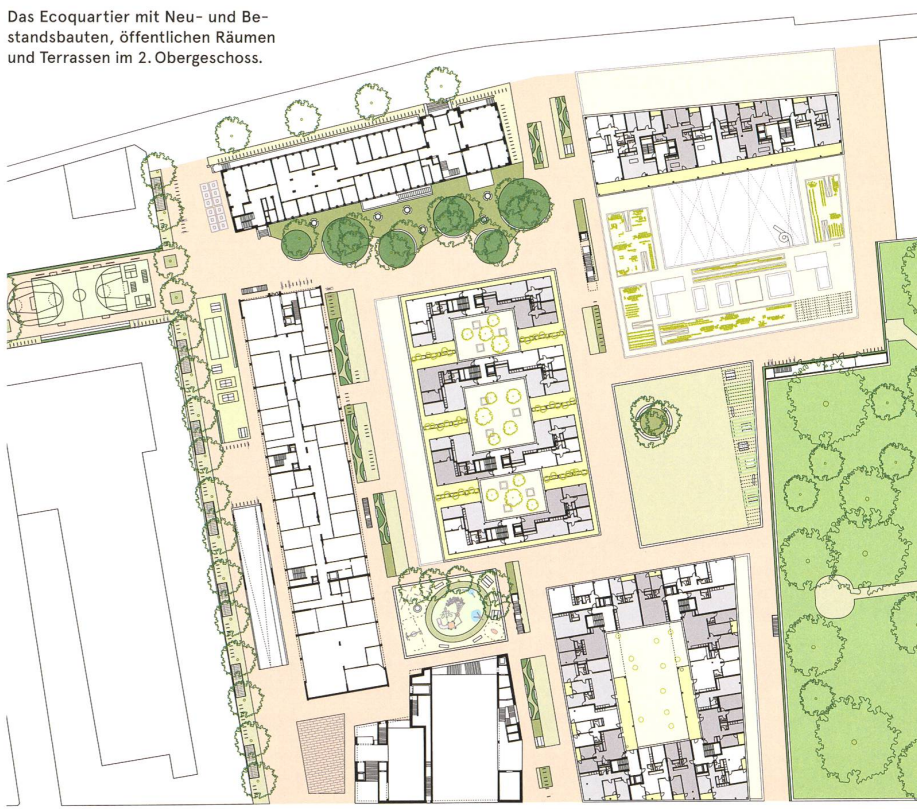 Das Ecoquartier mit Neu- und Be-
standsbauten, öffentlichen Räumen
und Terrassen im 2. Obergeschoss.